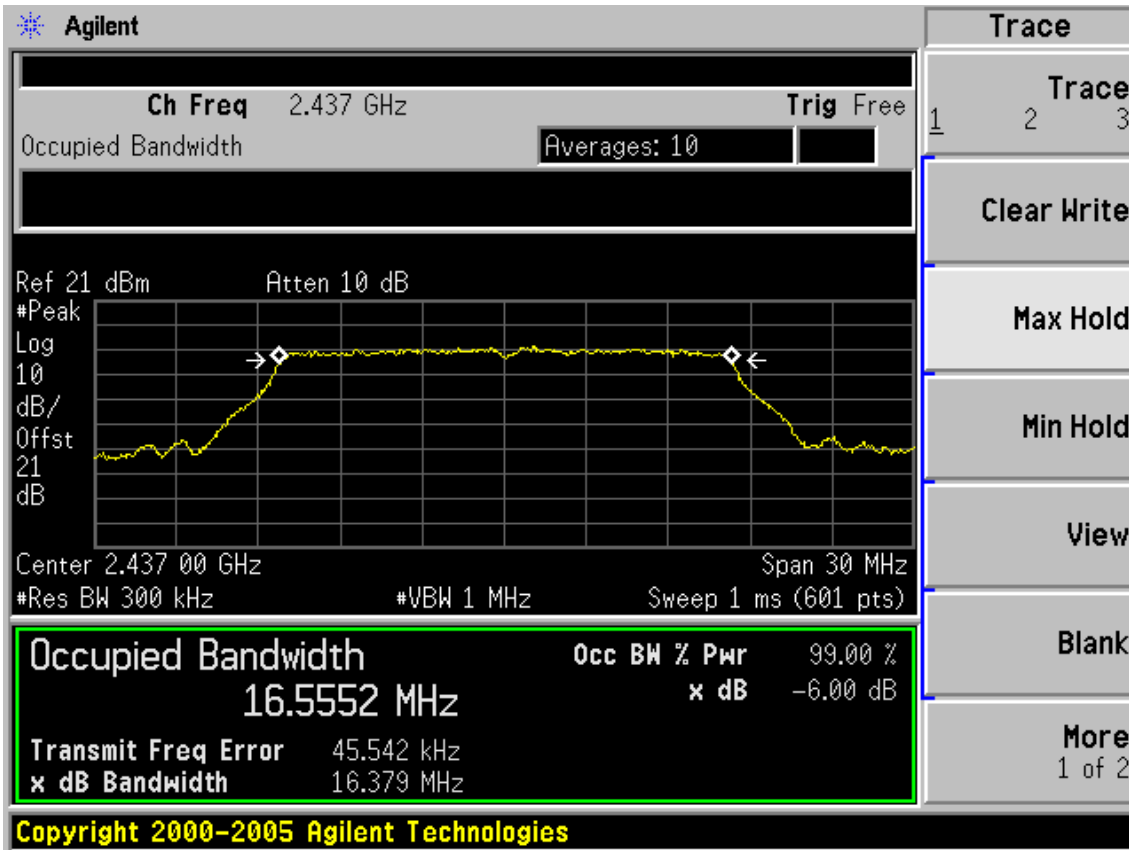 Agilent
Trace
Ch Freq 2.437 GHz Trig Free
Occupied Bandwidth Averages: 10
Ref 21 dBm Atten 10 dB
#Peak
Log
10
dB/
Offst
21
dB
Center 2.437 00 GHz Span 30 MHz
#Res BW 300 kHz #VBW 1 MHz Sweep 1 ms (601 pts)
Occupied Bandwidth
16.5552 MHz
Occ BW % Pwr 99.00 %
x dB -6.00 dB
Transmit Freq Error 45.542 kHz
x dB Bandwidth 16.379 MHz
Trace
1 2 3
Clear Write
Max Hold
Min Hold
View
Blank
More
1 of 2
Copyright 2000-2005 Agilent Technologies